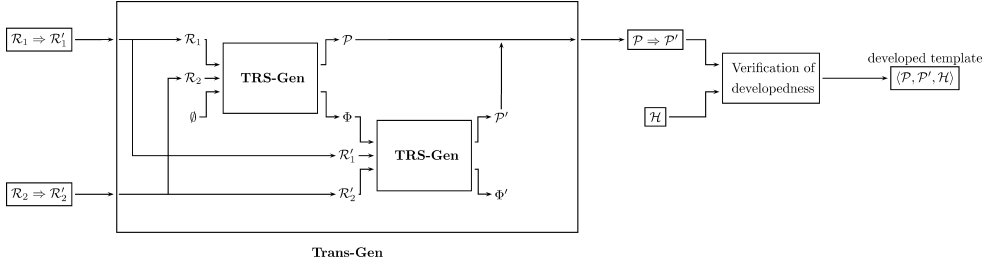 R₁ ⇒ R′₁
R₂ ⇒ R′₂
R₁
R₂
∅
TRS-Gen
P
Φ
R′₁
R′₂
TRS-Gen
P′
Φ′
Trans-Gen
P ⇒ P′
H
Verification of
developedness
developed template
⟨P, P′, H⟩